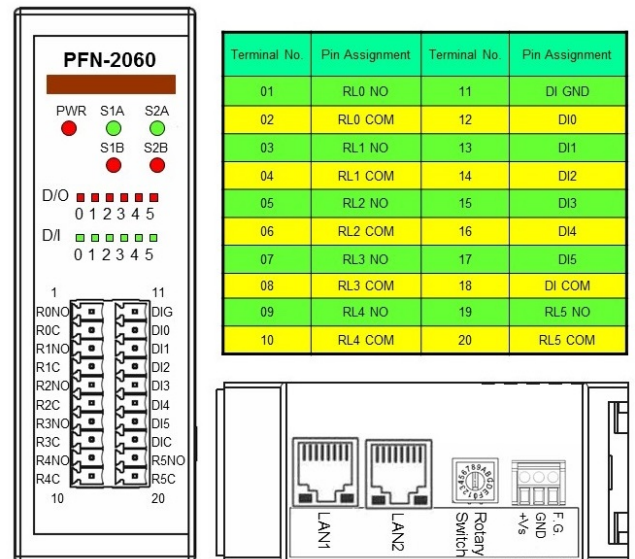 PFN-2060
PWR S1A S2A
S1B S2B
D/O
0 1 2 3 4 5
D/I
0 1 2 3 4 5
1 11
R0NO DIG
R0C DI0
R1NO DI1
R1C DI2
R2NO DI3
R2C DI4
R3NO DI5
R3C DIC
R4NO R5NO
R4C R5C
10 20
Terminal No. Pin Assignment Terminal No. Pin Assignment
01 RL0 NO 11 DI GND
02 RL0 COM 12 DI0
03 RL1 NO 13 DI1
04 RL1 COM 14 DI2
05 RL2 NO 15 DI3
06 RL2 COM 16 DI4
07 RL3 NO 17 DI5
08 RL3 COM 18 DI COM
09 RL4 NO 19 RL5 NO
10 RL4 COM 20 RL5 COM
LAN1
LAN2
Rotary
Switch
F.G.
GND
+Vs